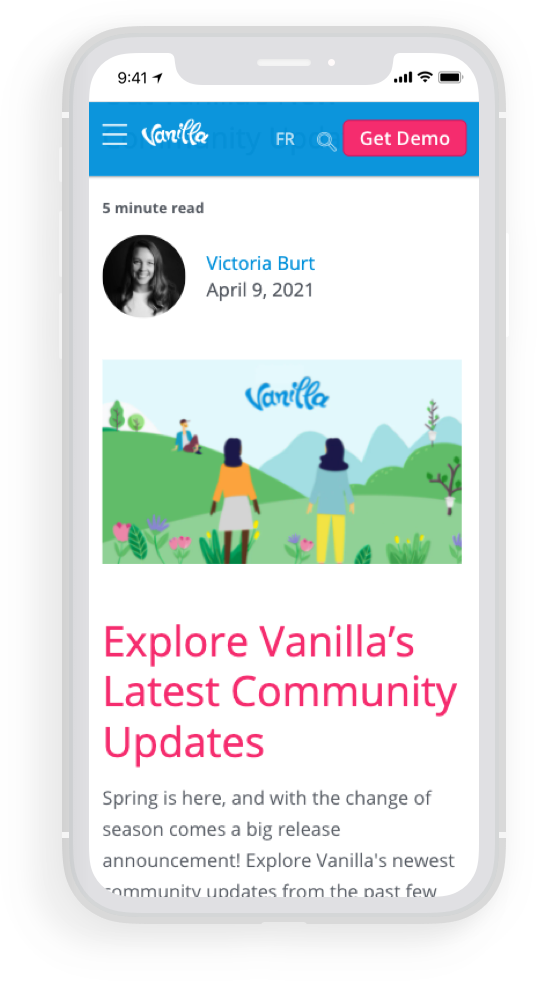 9:41
Vanilla
FR
Get Demo
5 minute read
Victoria Burt
April 9, 2021
Vanilla
Explore Vanilla’s
Latest Community
Updates
Spring is here, and with the change of
season comes a big release
announcement! Explore Vanilla's newest
community updates from the past few